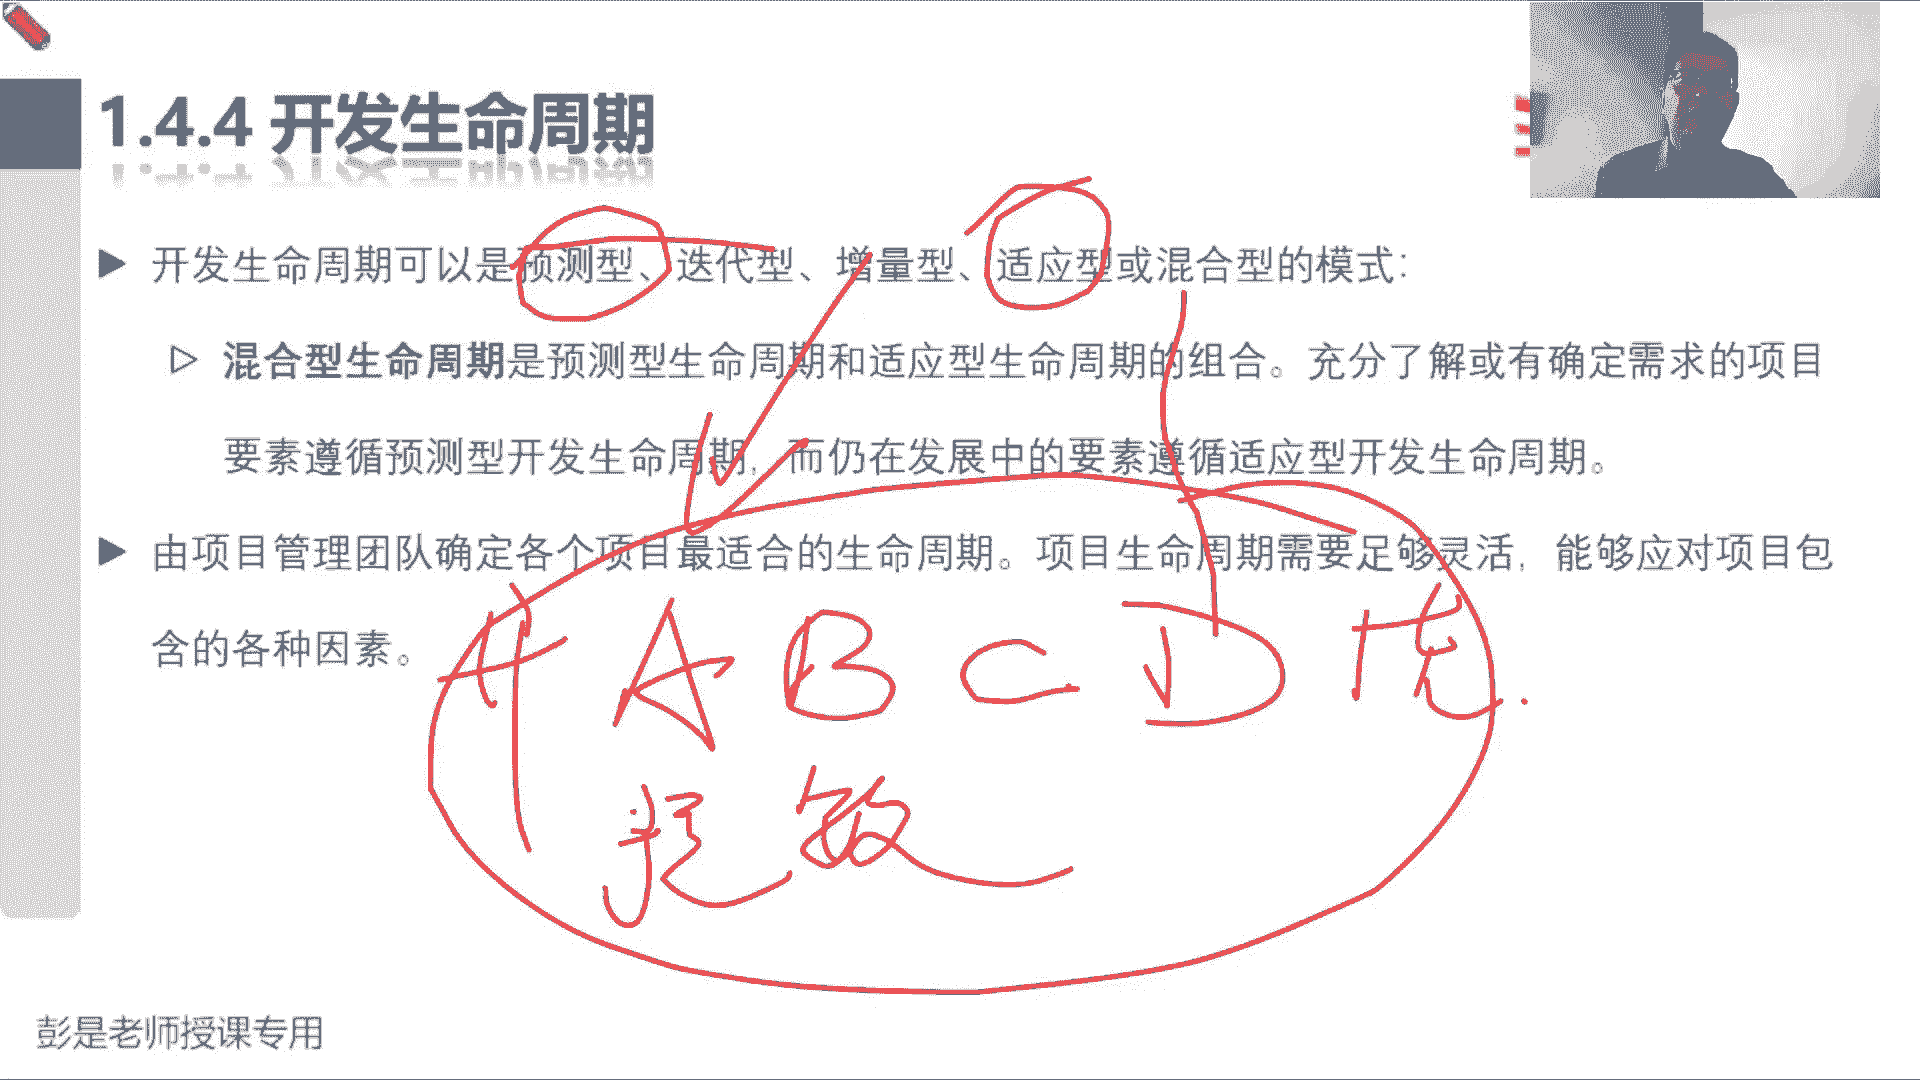 1.4.4 开发生命周期
开发生命周期可以是预测型、迭代型、增量型、适应型或混合型的模式：
混合型生命周期是预测型生命周期和适应型生命周期的组合。充分了解或有确定需求的项目
要素遵循预测型开发生命周期，而仍在发展中的要素遵循适应型开发生命周期。
由项目管理团队确定各个项目最适合的生命周期。项目生命周期需要足够灵活，能够应对项目包
含的各种因素。
A B C D
彭是老师授课专用